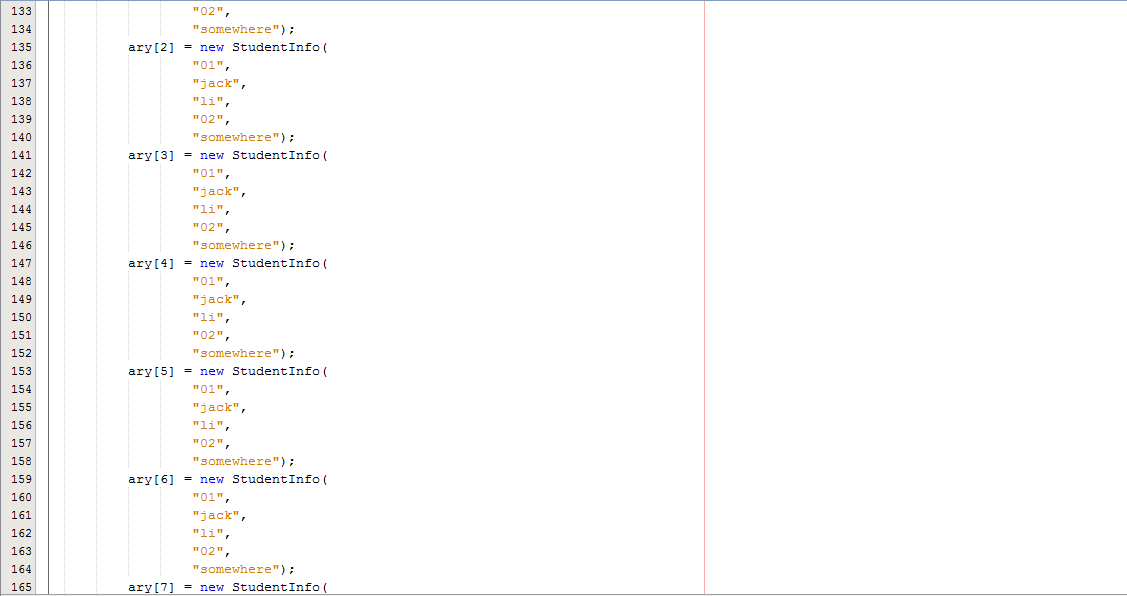 133                    "02",
134                    "somewhere");
135            ary[2] = new StudentInfo(
136                    "01",
137                    "jack",
138                    "li",
139                    "02",
140                    "somewhere");
141            ary[3] = new StudentInfo(
142                    "01",
143                    "jack",
144                    "li",
145                    "02",
146                    "somewhere");
147            ary[4] = new StudentInfo(
148                    "01",
149                    "jack",
150                    "li",
151                    "02",
152                    "somewhere");
153            ary[5] = new StudentInfo(
154                    "01",
155                    "jack",
156                    "li",
157                    "02",
158                    "somewhere");
159            ary[6] = new StudentInfo(
160                    "01",
161                    "jack",
162                    "li",
163                    "02",
164                    "somewhere");
165            ary[7] = new StudentInfo(